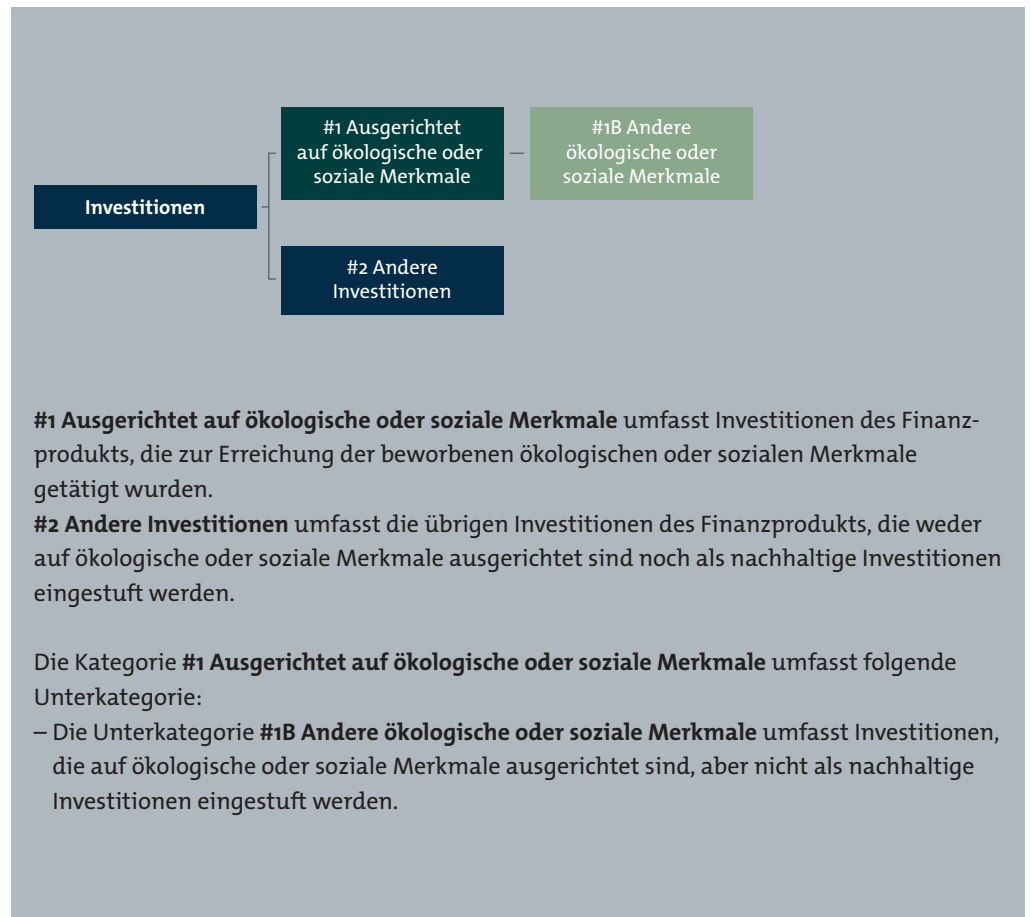 #1 Ausgerichtet
auf ökologische oder
soziale Merkmale
#1B Andere
ökologische oder
soziale Merkmale
Investitionen
#2 Andere
Investitionen
#1 Ausgerichtet auf ökologische oder soziale Merkmale umfasst Investitionen des Finanz-
produkts, die zur Erreichung der beworbenen ökologischen oder sozialen Merkmale
getätigt wurden.
#2 Andere Investitionen umfasst die übrigen Investitionen des Finanzprodukts, die weder
auf ökologische oder soziale Merkmale ausgerichtet sind noch als nachhaltige Investitionen
eingestuft werden.
Die Kategorie #1 Ausgerichtet auf ökologische oder soziale Merkmale umfasst folgende
Unterkategorie:
– Die Unterkategorie #1B Andere ökologische oder soziale Merkmale umfasst Investitionen,
die auf ökologische oder soziale Merkmale ausgerichtet sind, aber nicht als nachhaltige
Investitionen eingestuft werden.